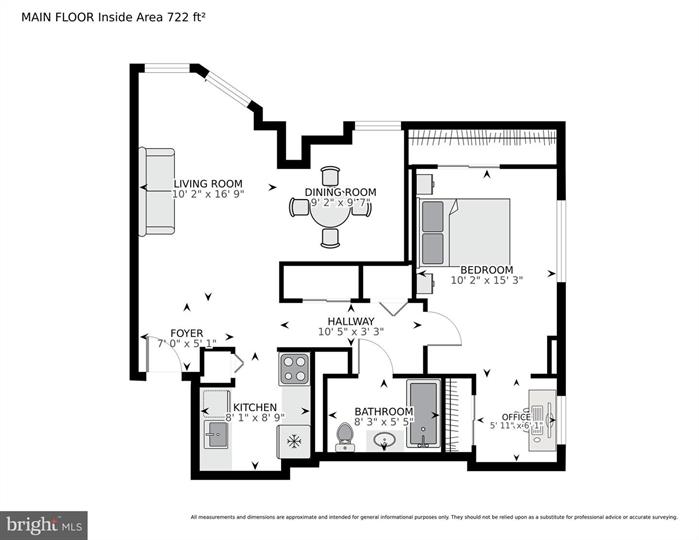 MAIN FLOOR Inside Area 722 ft²
LIVING ROOM
10' 2" x 16' 9"
DINING ROOM
9' 2" x 9' 7"
BEDROOM
10' 2" x 15' 3"
HALLWAY
10' 5" x 3' 3"
FOYER
7' 0" x 5' 1"
KITCHEN
8' 1" x 8' 9"
BATHROOM
8' 3" x 5' 5"
OFFICE
5' 11" x 6' 1"
All measurements and dimensions are approximate and intended for general informational purposes only. They should not be relied upon as a substitute for professional advice or accurate surveying.
bright MLS